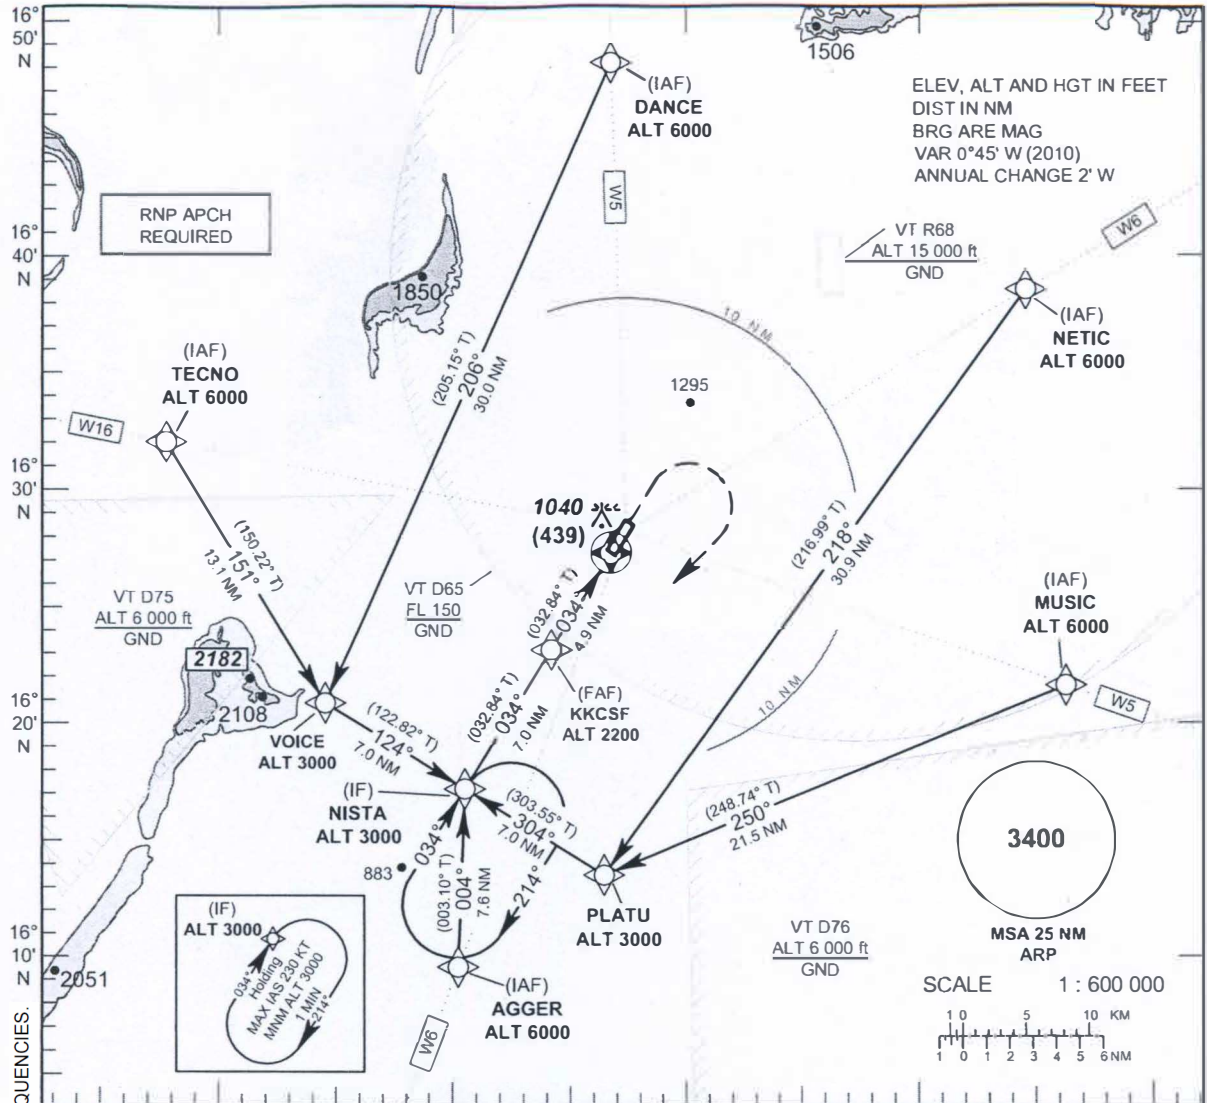 16°
50'
N
1506
(IAF)
DANCE
ALT 6000
ELEV, ALT AND HGT IN FEET
DIST IN NM
BRG ARE MAG
VAR 0°45' W (2010)
ANNUAL CHANGE 2' W
RNP APCH
REQUIRED
W5
W6
VT R68
ALT 15 000 ft
GND
16°
40'
N
1850
(IAF)
NETIC
ALT 6000
10 NM
(205.15° T)
206°
30.0 NM
(IAF)
TECNO
ALT 6000
W16
1295
16°
30'
N
1040
(439)
(216.99° T)
218°
30.9 NM
(150.22° T)
151°
13.1 NM
VT D75
ALT 6 000 ft
GND
VT D65
FL 150
GND
(032.84° T)
034°
4.9 NM
(IAF)
MUSIC
ALT 6000
2182
2108
(FAF)
KKCSF
ALT 2200
10 NM
W5
16°
20'
N
VOICE
ALT 3000
(122.82° T)
124°
7.0 NM
(032.84° T)
034°
7.0 NM
(IF)
NISTA
ALT 3000
(303.55° T)
304°
7.0 NM
(248.74° T)
250°
21.5 NM
3400
MSA 25 NM
ARP
883
034°
(003.10° T)
004°
7.6 NM
214°
PLATU
ALT 3000
VT D76
ALT 6 000 ft
GND
16°
10'
N
2051
(IF)
ALT 3000
034°
Holding
MAX IAS 230 KT
MNM ALT 3000
1 MIN
214°
(IAF)
AGGER
ALT 6000
W6
SCALE 1 : 600 000
1 0 5 10 KM
1 0 1 2 3 4 5 6 NM
QUENCIES.